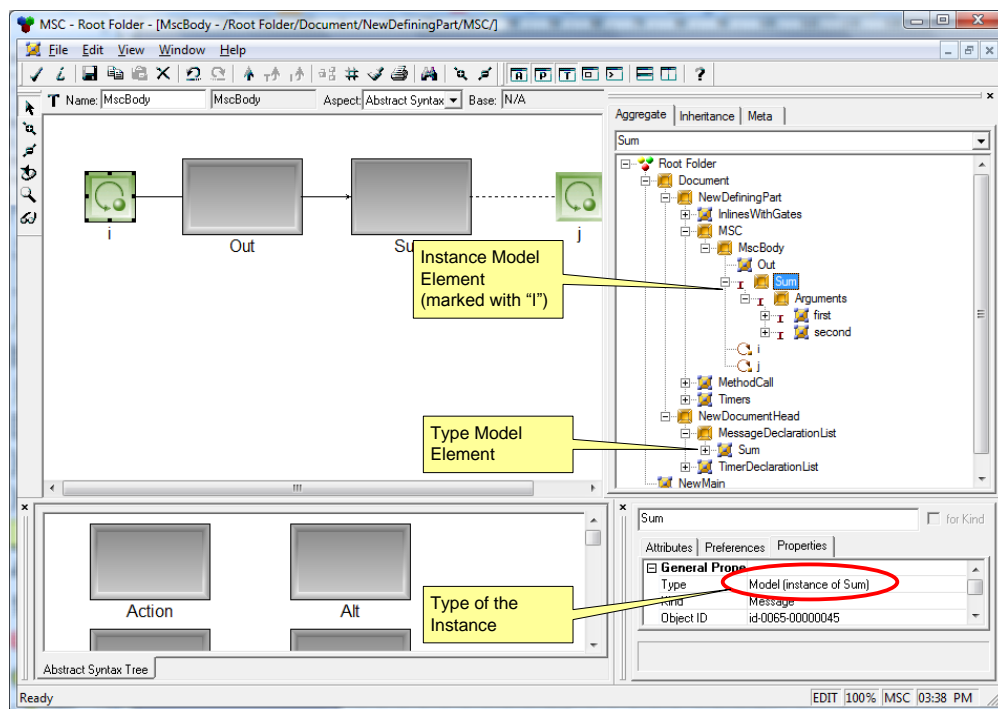 MSC - Root Folder - [MscBody - /Root Folder/Document/NewDefiningPart/MSC/]
File Edit View Window Help
Name: MscBody MscBody Aspect: Abstract Syntax Base: N/A
i
Out
j
Instance Model
Element
(marked with “I”)
Type Model
Element
Aggregate Inheritance Meta
Sum
Root Folder
Document
NewDefiningPart
InlinesWithGates
MSC
MscBody
Out
I Sum
I Arguments
I first
I second
i
j
MethodCall
Timers
NewDocumentHead
MessageDeclarationList
Sum
TimerDeclarationList
NewMain
Action
Alt
Type of the
Instance
Abstract Syntax Tree
Sum for Kind
Attributes Preferences Properties
General Prope
Type Model (instance of Sum)
Kind Message
Object ID id-0065-00000045
Ready EDIT 100% MSC 03:38 PM